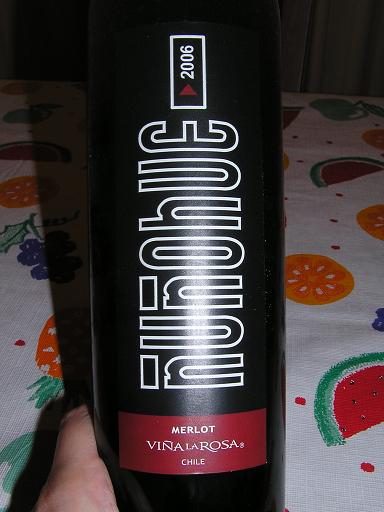 2006
ñuñohue
MERLOT
VIÑA LA ROSA®
CHILE